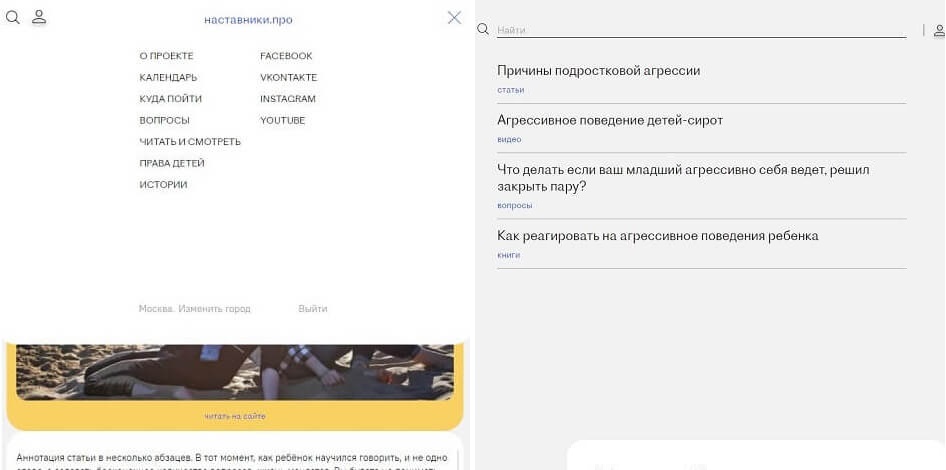 наставники.про
О ПРОЕКТЕ
КАЛЕНДАРЬ
КУДА ПОЙТИ
ВОПРОСЫ
ЧИТАТЬ И СМОТРЕТЬ
ПРАВА ДЕТЕЙ
ИСТОРИИ
FACEBOOK
VKONTAKTE
INSTAGRAM
YOUTUBE
Москва. Изменить город
Выйти
читать на сайте
Аннотация статьи в несколько абзацев. В тот момент, как ребёнок научился говорить, и не одно
Найти
Причины подростковой агрессии
статьи
Агрессивное поведение детей-сирот
видео
Что делать если ваш младший агрессивно себя ведет, решил
закрыть пару?
вопросы
Как реагировать на агрессивное поведения ребенка
книги